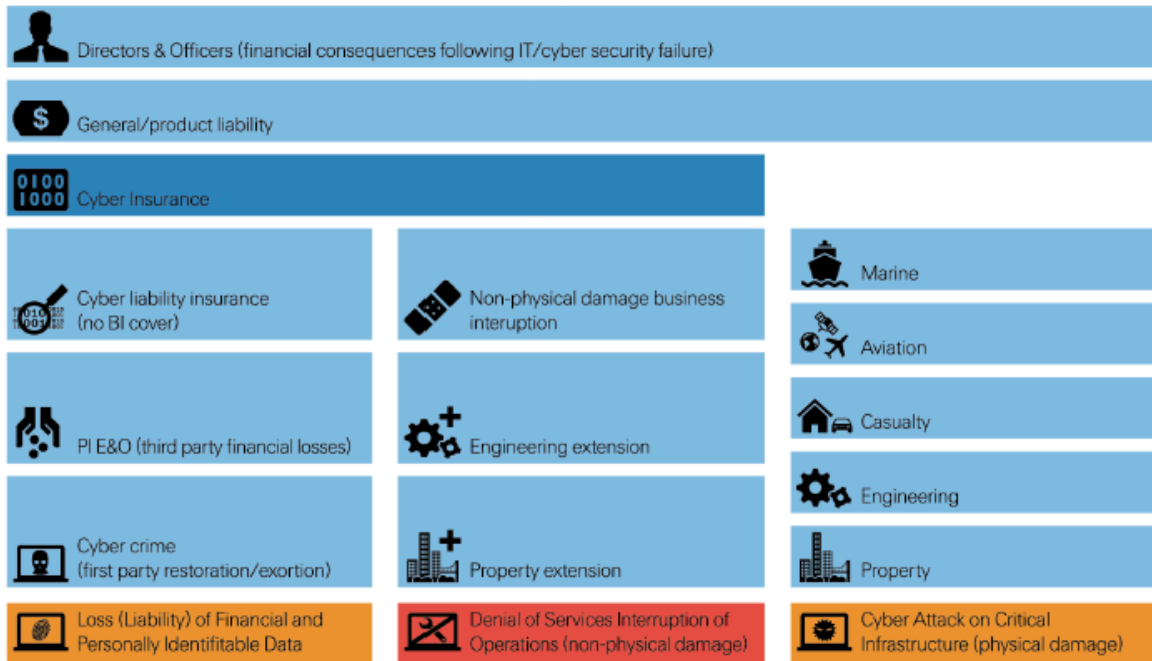 Directors & Officers (financial consequences following IT/cyber security failure)
$
General/product liability
0100
1000
Cyber Insurance
Cyber liability insurance
(no BI cover)
PI E&O (third party financial losses)
Cyber crime
(first party restoration/exortion)
Loss (Liability) of Financial and
Personally Identifitable Data
Non-physical damage business
interuption
Engineering extension
Property extension
Denial of Services Interruption of
Operations (non-physical damage)
Marine
Aviation
Casualty
Engineering
Property
Cyber Attack on Critical
Infrastructure (physical damage)